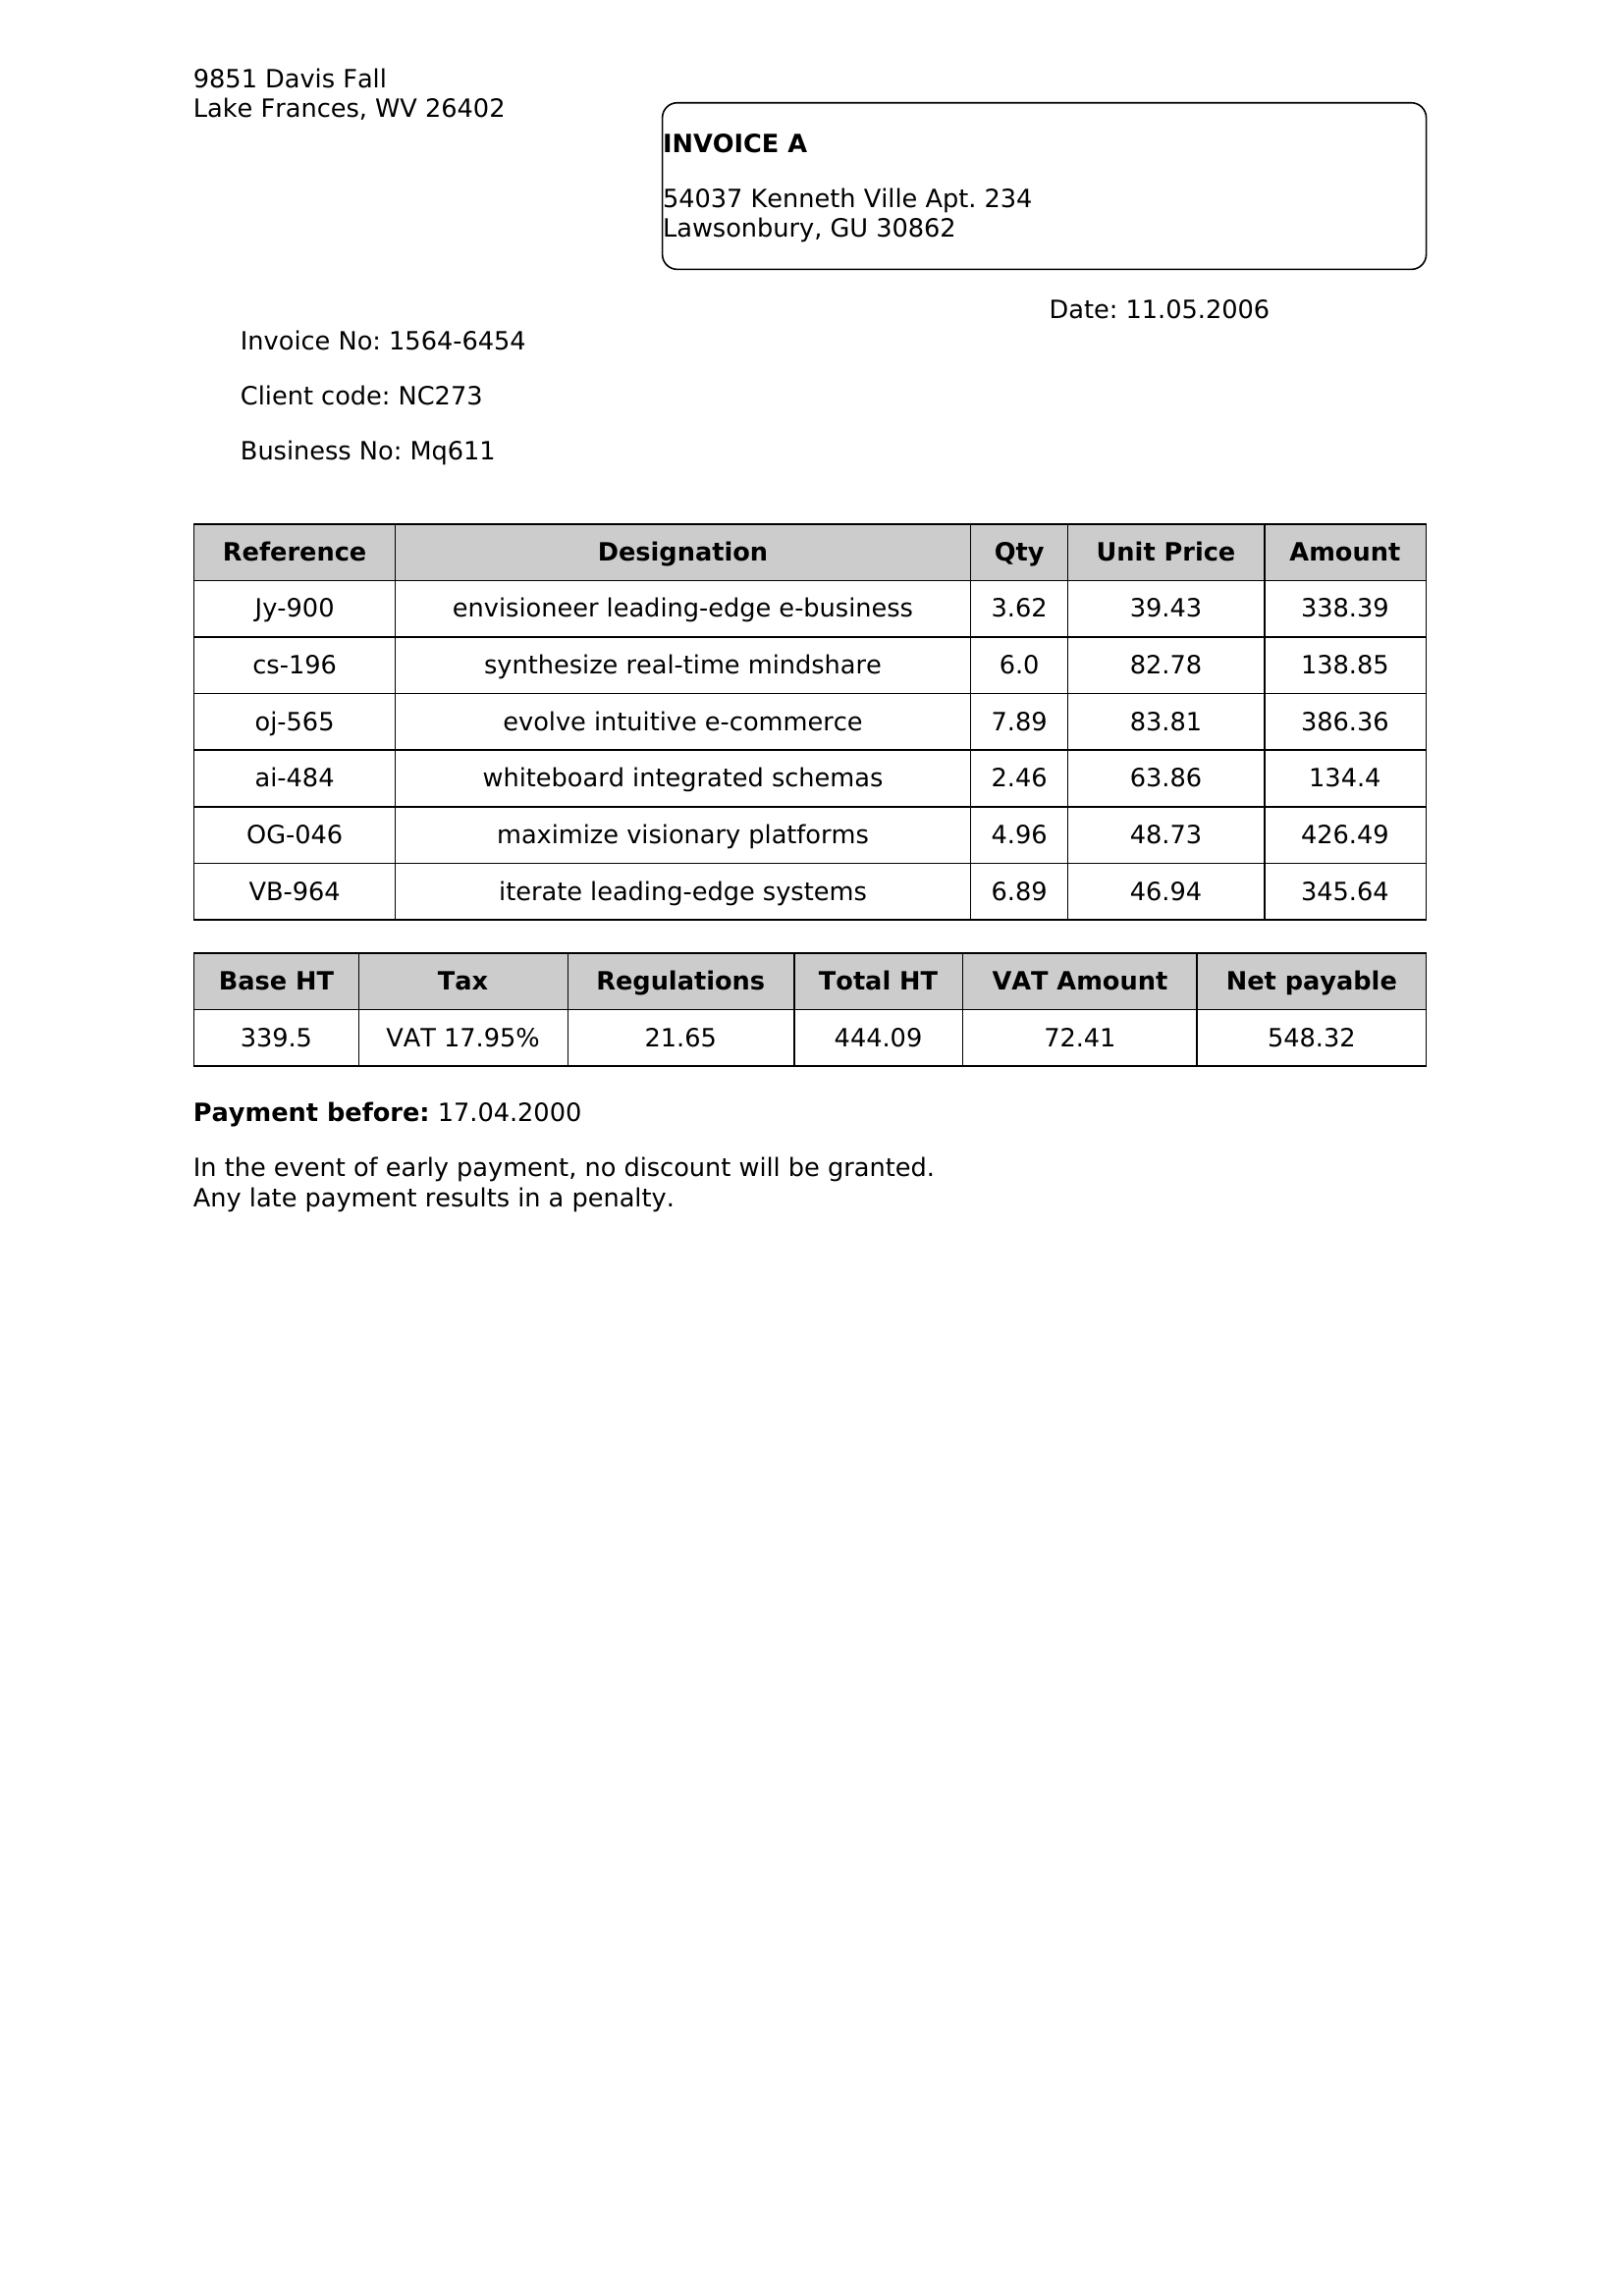 9851 Davis Fall
Lake Frances, WV 26402
INVOICE A
54037 Kenneth Ville Apt. 234
Lawsonbury, GU 30862
Date: 11.05.2006
Invoice No: 1564-6454
Client code: NC273
Business No: Mq611
Reference Designation Qty Unit Price Amount
Jy-900 envisioneer leading-edge e-business 3.62 39.43 338.39
cs-196 synthesize real-time mindshare 6.0 82.78 138.85
oj-565 evolve intuitive e-commerce 7.89 83.81 386.36
ai-484 whiteboard integrated schemas 2.46 63.86 134.4
OG-046 maximize visionary platforms 4.96 48.73 426.49
VB-964 iterate leading-edge systems 6.89 46.94 345.64
Base HT Tax Regulations Total HT VAT Amount Net payable
339.5 VAT 17.95% 21.65 444.09 72.41 548.32
Payment before: 17.04.2000
In the event of early payment, no discount will be granted.
Any late payment results in a penalty.